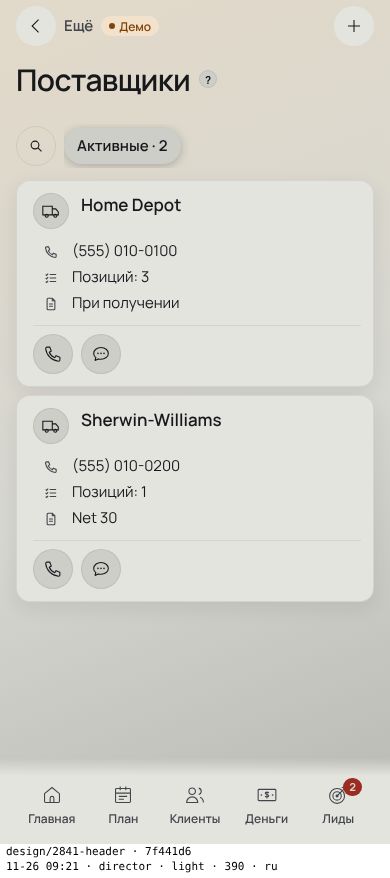 Ещё
Демо
Поставщики
?
Активные · 2
Home Depot
(555) 010-0100
Позиций: 3
При получении
Sherwin-Williams
(555) 010-0200
Позиций: 1
Net 30
2
Главная
План
Клиенты
Деньги
Лиды
design/2841-header · 7f441d6
11-26 09:21 · director · light · 390 · ru